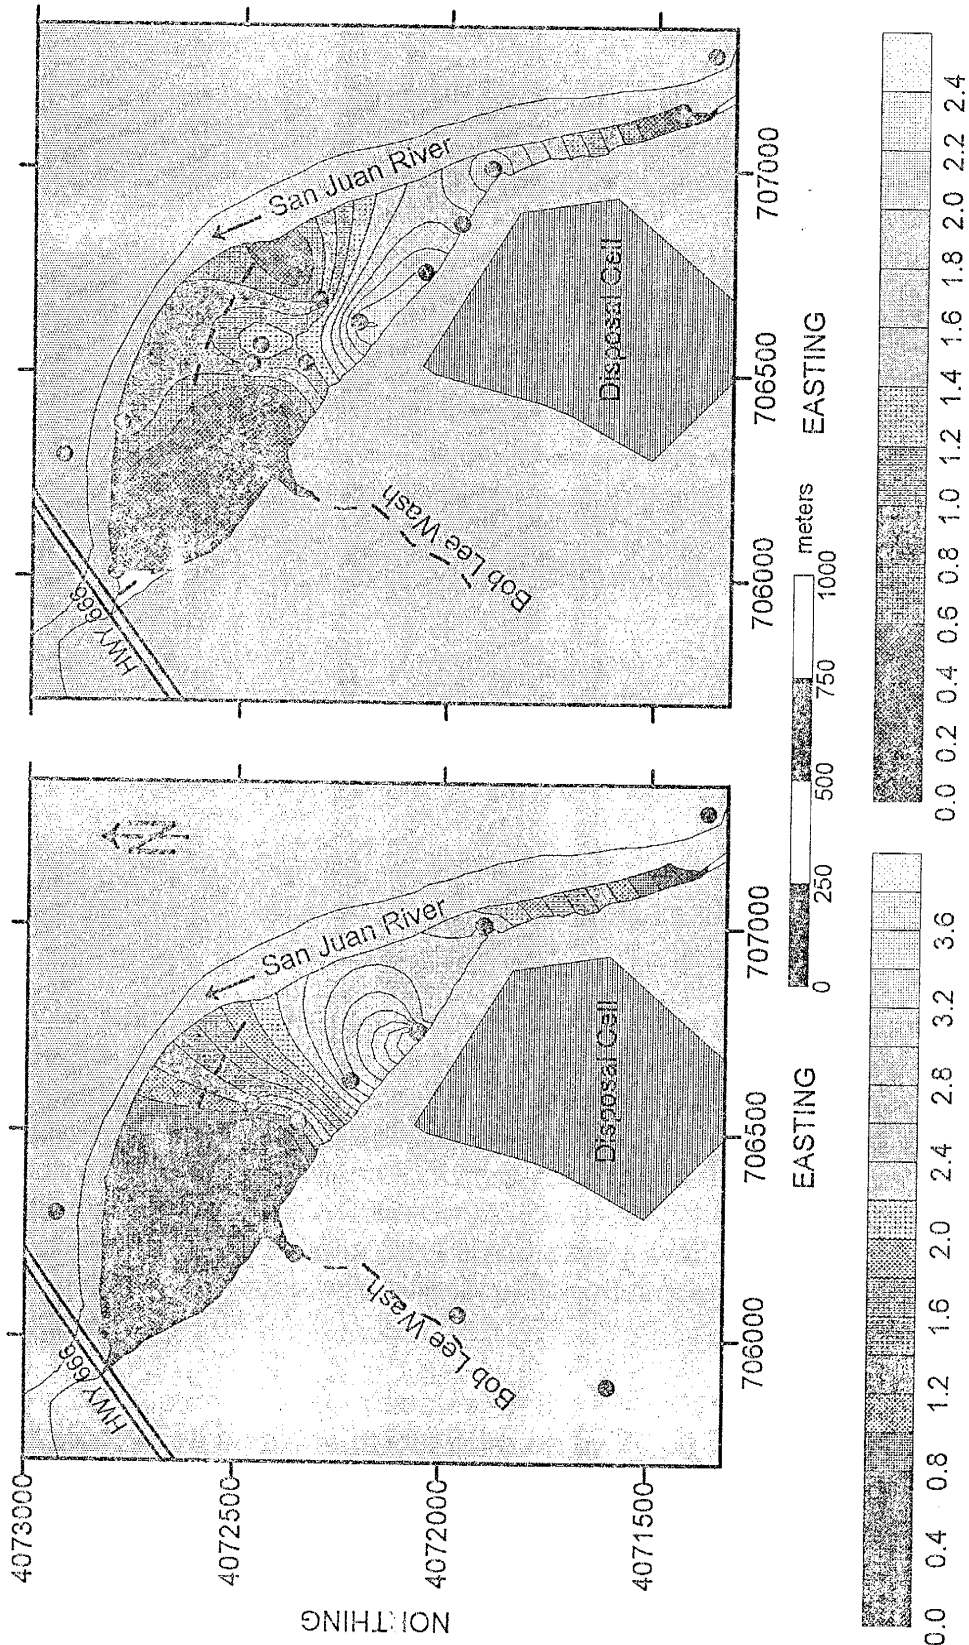 HWY 666
San Juan River
Bob Lee Wash
Disposal Cell
4073000
4072500
4072000
4071500
NORTHING
706000
706500
707000
EASTING
N
HWY 666
San Juan River
Bob Lee Wash
Disposal Cell
706000
706500
707000
EASTING
0 250 500 750 1000 meters
0.0 0.4 0.8 1.2 1.6 2.0 2.4 2.8 3.2 3.6
0.0 0.2 0.4 0.6 0.8 1.0 1.2 1.4 1.6 1.8 2.0 2.2 2.4